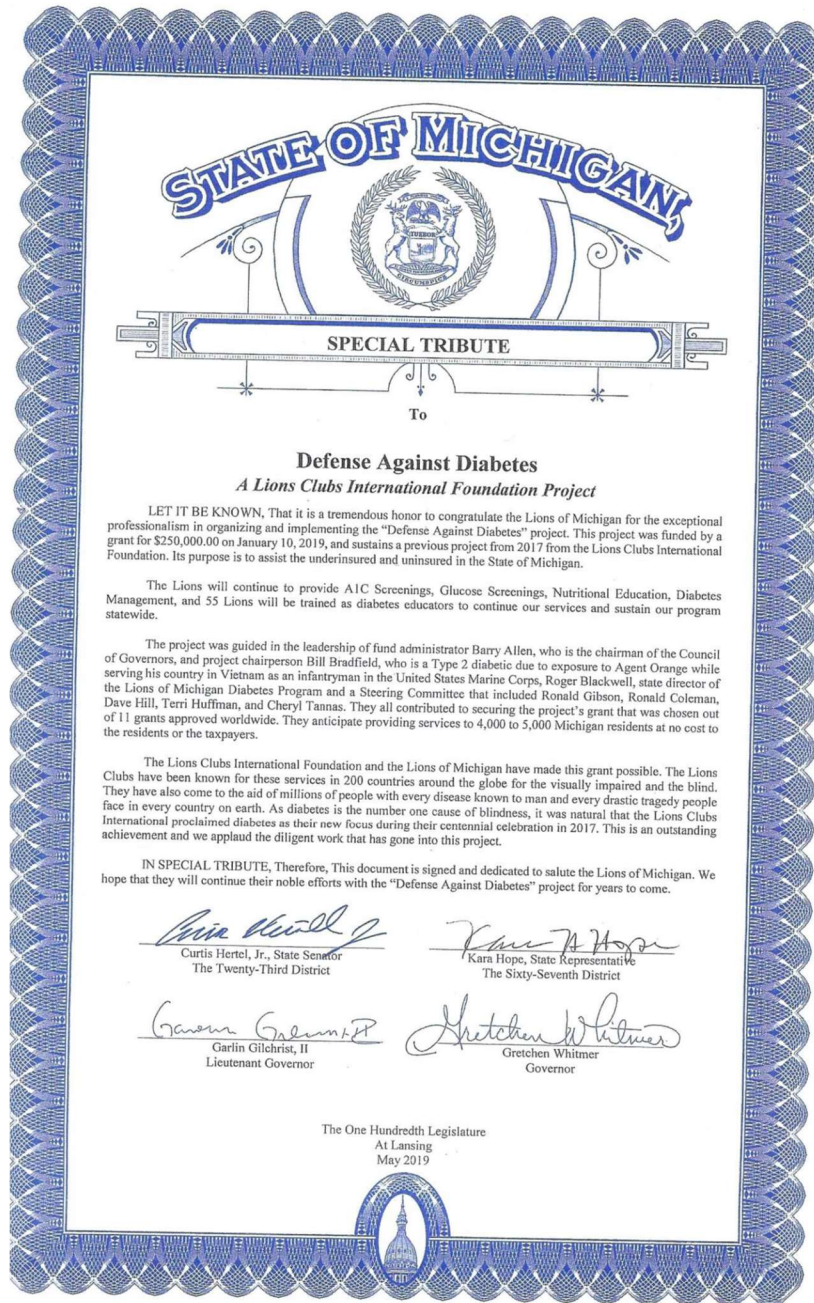 STATE OF MICHIGAN,
TUEBOR
CIRCUMSPICE
SPECIAL TRIBUTE
To
Defense Against Diabetes
A Lions Clubs International Foundation Project
LET IT BE KNOWN, That it is a tremendous honor to congratulate the Lions of Michigan for the exceptional
professionalism in organizing and implementing the “Defense Against Diabetes” project. This project was funded by a
grant for $250,000.00 on January 10, 2019, and sustains a previous project from 2017 from the Lions Clubs International
Foundation. Its purpose is to assist the underinsured and uninsured in the State of Michigan.
The Lions will continue to provide A1C Screenings, Glucose Screenings, Nutritional Education, Diabetes
Management, and 55 Lions will be trained as diabetes educators to continue our services and sustain our program
statewide.
The project was guided in the leadership of fund administrator Barry Allen, who is the chairman of the Council
of Governors, and project chairperson Bill Bradfield, who is a Type 2 diabetic due to exposure to Agent Orange while
serving his country in Vietnam as an infantryman in the United States Marine Corps, Roger Blackwell, state director of
the Lions of Michigan Diabetes Program and a Steering Committee that included Ronald Gibson, Ronald Coleman,
Dave Hill, Terri Huffman, and Cheryl Tannas. They all contributed to securing the project’s grant that was chosen out
of 11 grants approved worldwide. They anticipate providing services to 4,000 to 5,000 Michigan residents at no cost to
the residents or the taxpayers.
The Lions Clubs International Foundation and the Lions of Michigan have made this grant possible. The Lions
Clubs have been known for these services in 200 countries around the globe for the visually impaired and the blind.
They have also come to the aid of millions of people with every disease known to man and every drastic tragedy people
face in every country on earth. As diabetes is the number one cause of blindness, it was natural that the Lions Clubs
International proclaimed diabetes as their new focus during their centennial celebration in 2017. This is an outstanding
achievement and we applaud the diligent work that has gone into this project.
IN SPECIAL TRIBUTE, Therefore, This document is signed and dedicated to salute the Lions of Michigan. We
hope that they will continue their noble efforts with the “Defense Against Diabetes” project for years to come.
Kara H Hope
Curtis Hertel, Jr., State Senator
Kara Hope, State Representative
The Twenty-Third District
The Sixty-Seventh District
Gretchen Whitmer
Garlin Gilchrist, II
Gretchen Whitmer
Lieutenant Governor
Governor
The One Hundredth Legislature
At Lansing
May 2019